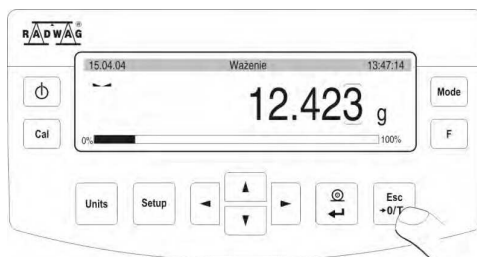 RADWAG®
15.04.04 Ważenie 13:47:14
12.423 g
0% 100%
Cal
Mode
F
Units Setup Esc
→0/T